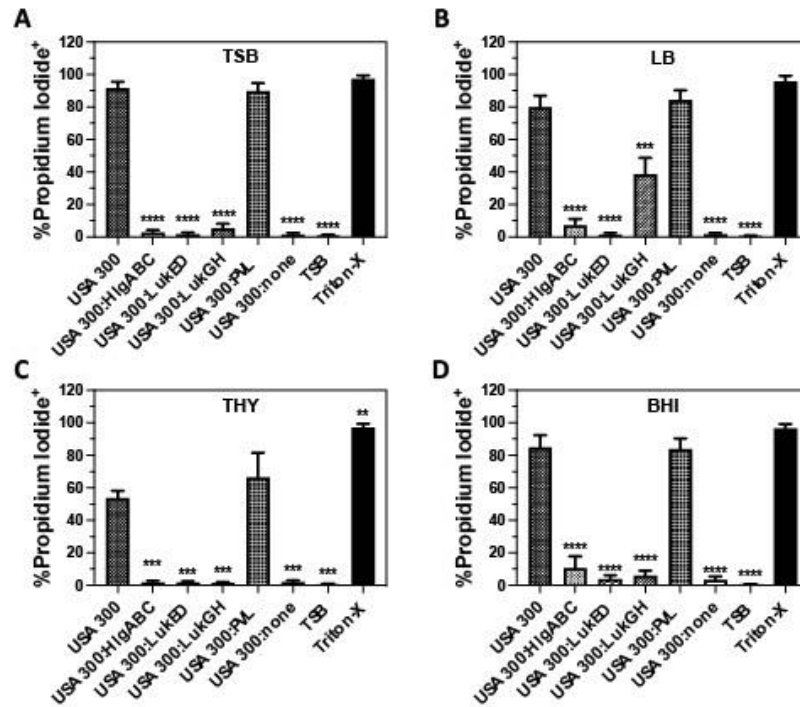 A
TSB
%Propidium Iodide+
120
100
80
60
40
20
0
****
****
****
****
****
USA 300
USA 300:HlgABC
USA 300:LukED
USA 300:LukGH
USA 300:PVL
USA 300:none
TSB
Triton-X
B
LB
%Propidium Iodide+
120
100
80
60
40
20
0
****
****
***
****
****
USA 300
USA 300:HlgABC
USA 300:LukED
USA 300:LukGH
USA 300:PVL
USA 300:none
TSB
Triton-X
C
THY
%Propidium Iodide+
120
100
80
60
40
20
0
***
***
***
***
***
**
USA 300
USA 300:HlgABC
USA 300:LukED
USA 300:LukGH
USA 300:PVL
USA 300:none
TSB
Triton-X
D
BHI
%Propidium Iodide+
120
100
80
60
40
20
0
****
****
****
****
****
USA 300
USA 300:HlgABC
USA 300:LukED
USA 300:LukGH
USA 300:PVL
USA 300:none
TSB
Triton-X